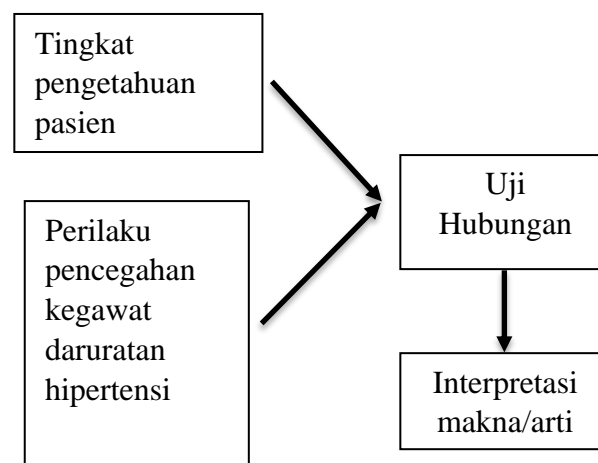 Tingkat
pengetahuan
pasien
Perilaku
pencegahan
kegawat
daruratan
hipertensi
Uji
Hubungan
Interpretasi
makna/arti